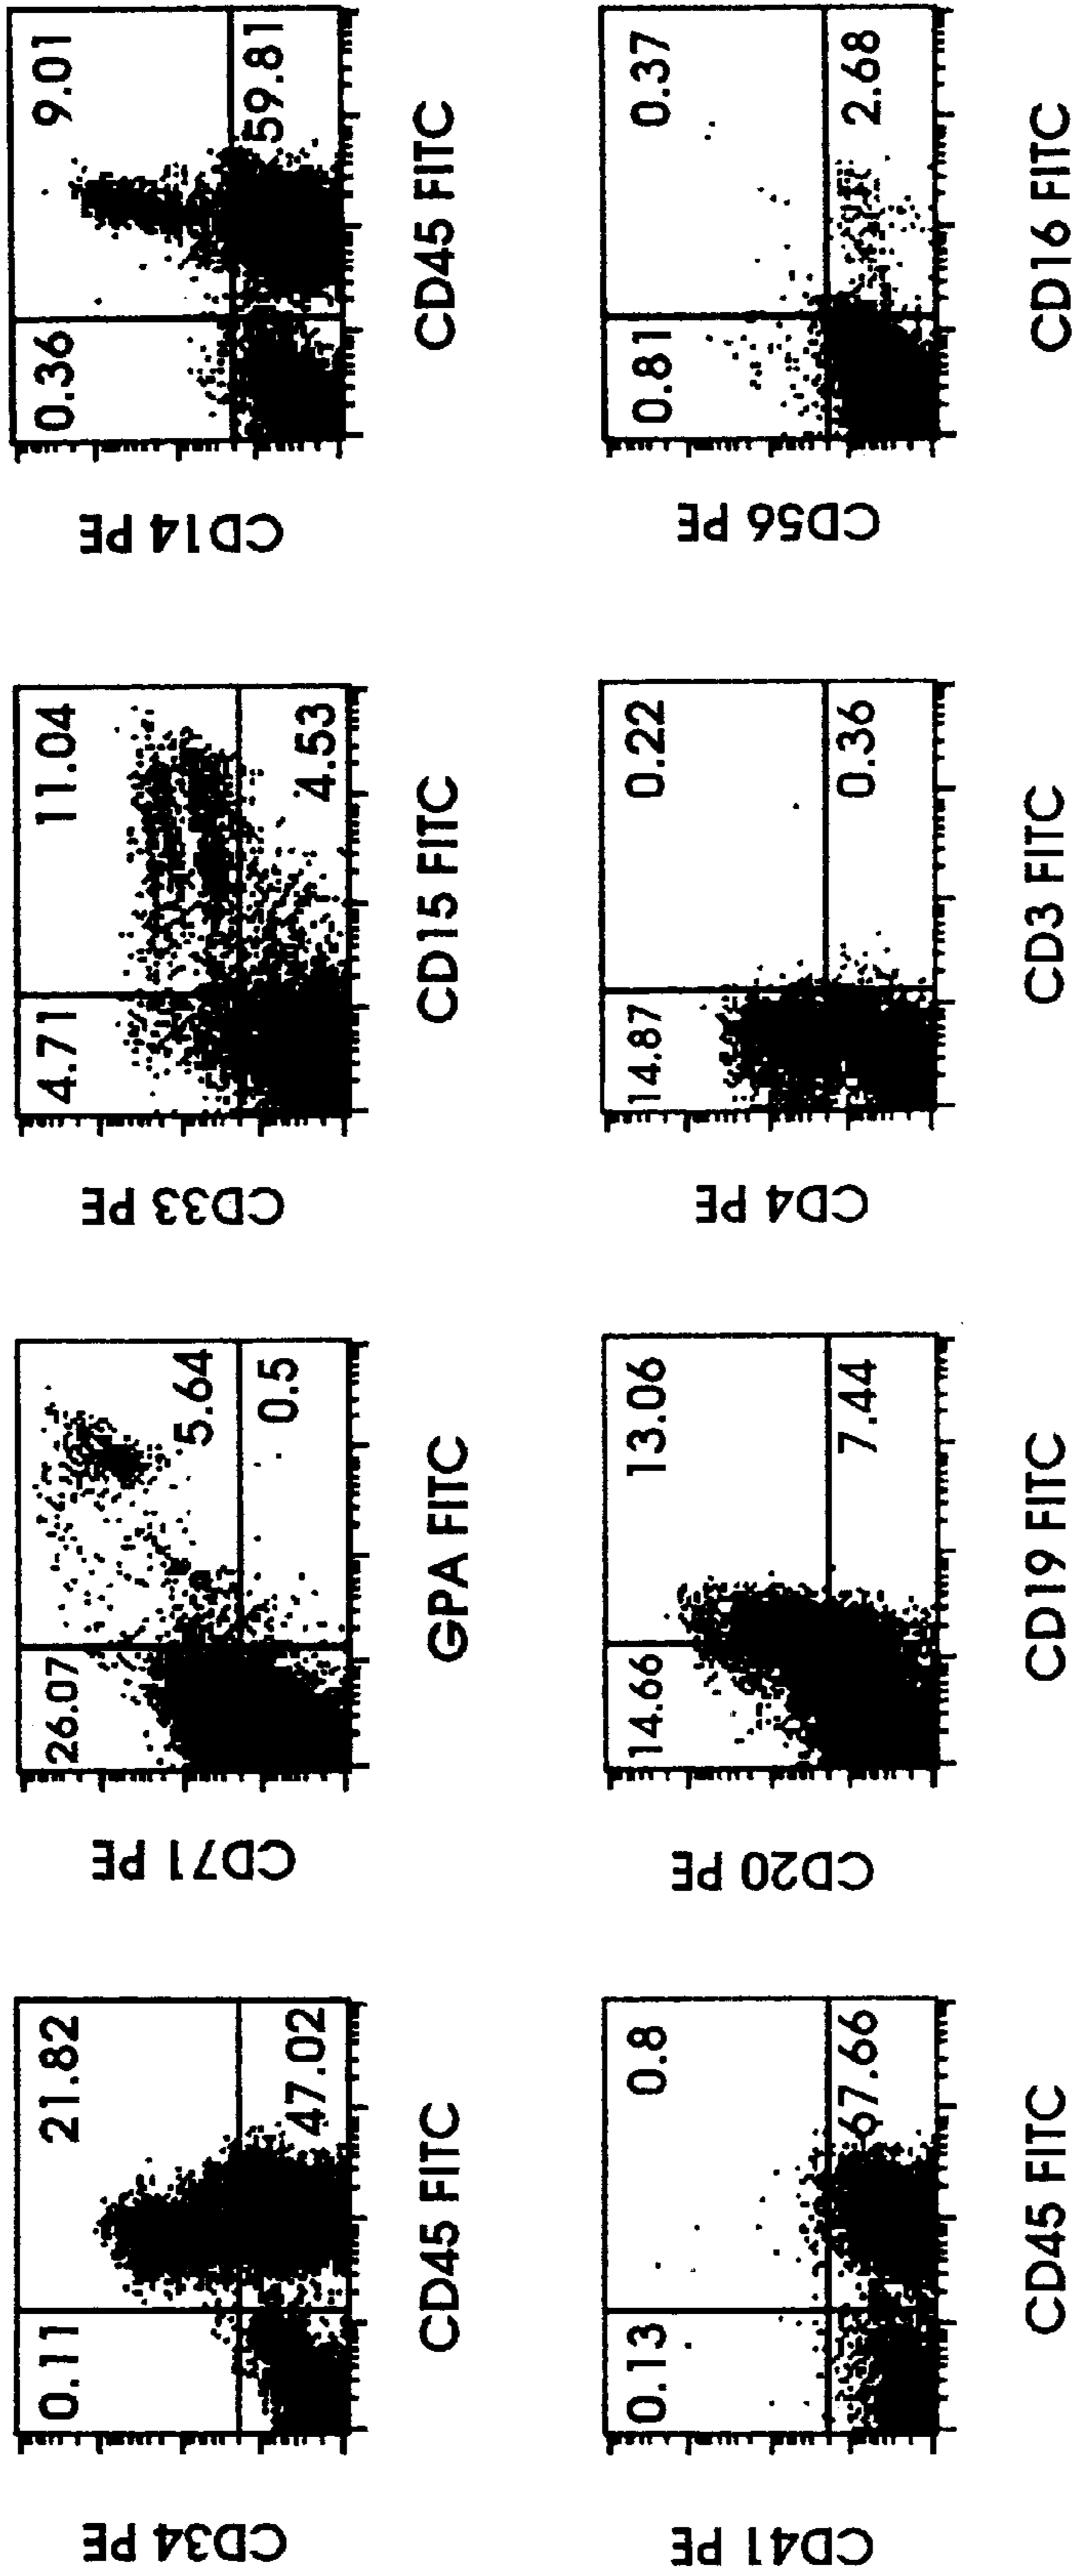 CD34 PE
0.11
21.82
47.02
CD45 FITC
CD71 PE
26.07
5.64
0.5
GPA FITC
CD33 PE
4.71
11.04
4.53
CD15 FITC
CD14 PE
0.36
9.01
59.81
CD45 FITC
CD41 PE
0.13
0.8
67.66
CD45 FITC
CD20 PE
14.66
13.06
7.44
CD19 FITC
CD4 PE
14.87
0.22
0.36
CD3 FITC
CD56 PE
0.81
0.37
2.68
CD16 FITC